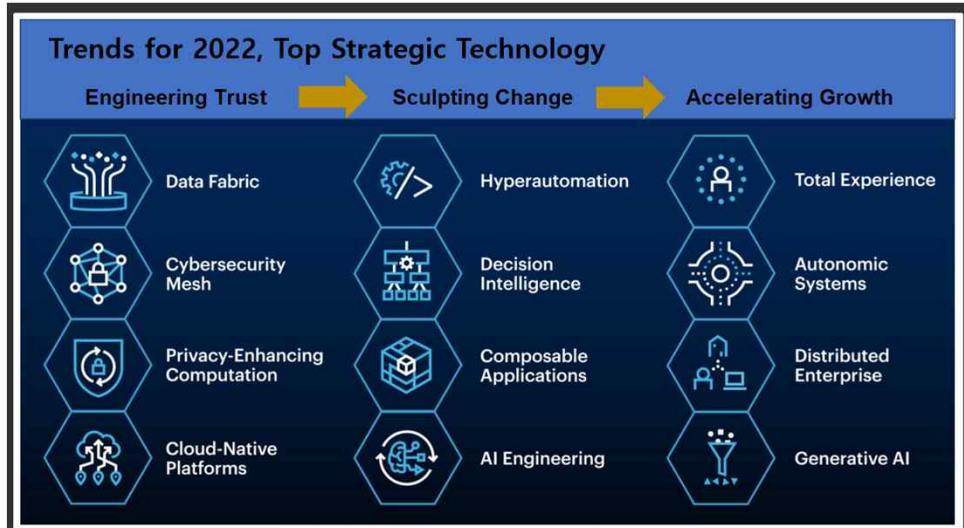 Trends for 2022, Top Strategic Technology
Engineering Trust
Sculpting Change
Accelerating Growth
Data Fabric
Cybersecurity
Mesh
Privacy-Enhancing
Computation
Cloud-Native
Platforms
Hyperautomation
Decision
Intelligence
Composable
Applications
AI Engineering
Total Experience
Autonomic
Systems
Distributed
Enterprise
Generative AI